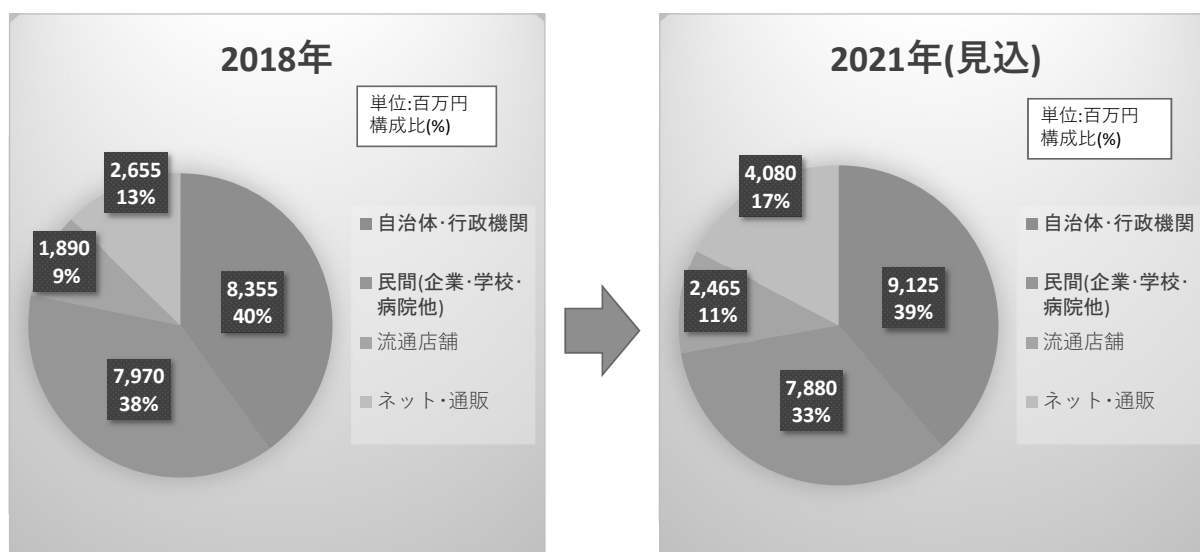 2018年
単位:百万円
構成比(%)
2,655
13%
1,890
9%
8,355
40%
7,970
38%
自治体･行政機関
民間(企業･学校･
病院他)
流通店舗
ネット･通販
2021年(見込)
単位:百万円
構成比(%)
4,080
17%
2,465
11%
9,125
39%
7,880
33%
自治体･行政機関
民間(企業･学校･
病院他)
流通店舗
ネット･通販